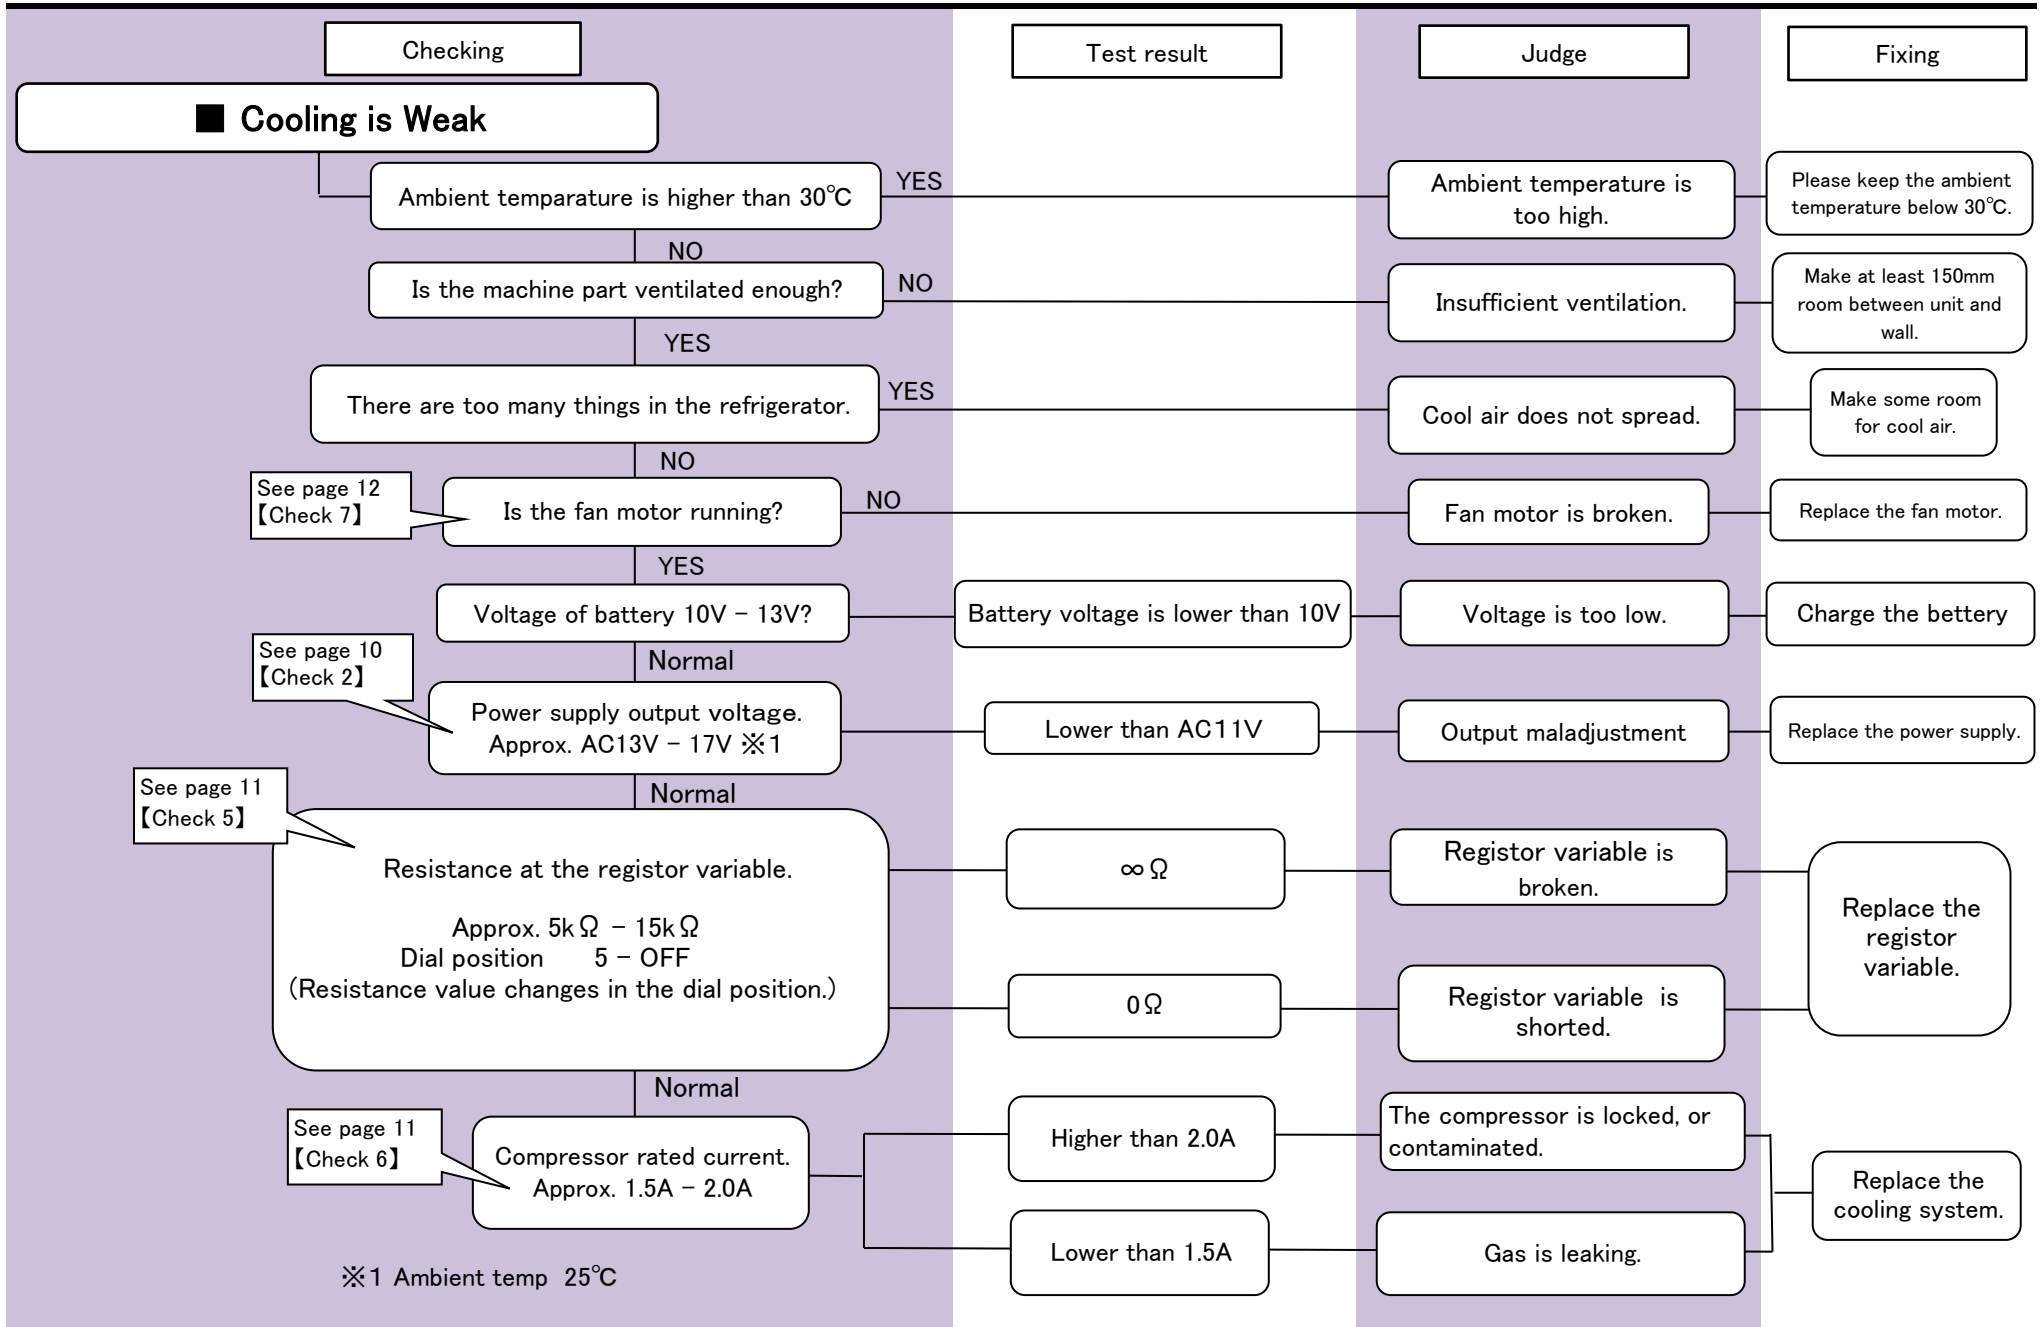 Checking
Test result
Judge
Fixing
■ Cooling is Weak
Ambient temparature is higher than 30℃
YES
Ambient temperature is
too high.
Please keep the ambient
temperature below 30℃.
NO
Is the machine part ventilated enough?
NO
Insufficient ventilation.
Make at least 150mm
room between unit and
wall.
YES
There are too many things in the refrigerator.
YES
Cool air does not spread.
Make some room
for cool air.
NO
See page 12
【Check 7】
Is the fan motor running?
NO
Fan motor is broken.
Replace the fan motor.
YES
Voltage of battery 10V − 13V?
Battery voltage is lower than 10V
Voltage is too low.
Charge the bettery
Normal
See page 10
【Check 2】
Power supply output voltage.
Approx. AC13V − 17V ※1
Lower than AC11V
Output maladjustment
Replace the power supply.
Normal
See page 11
【Check 5】
Resistance at the registor variable.
Approx. 5kΩ − 15kΩ
Dial position 5 − OFF
(Resistance value changes in the dial position.)
∞Ω
Registor variable is
broken.
0Ω
Registor variable is
shorted.
Replace the
registor
variable.
Normal
See page 11
【Check 6】
Compressor rated current.
Approx. 1.5A − 2.0A
Higher than 2.0A
The compressor is locked, or
contaminated.
Lower than 1.5A
Gas is leaking.
Replace the
cooling system.
※1 Ambient temp 25℃